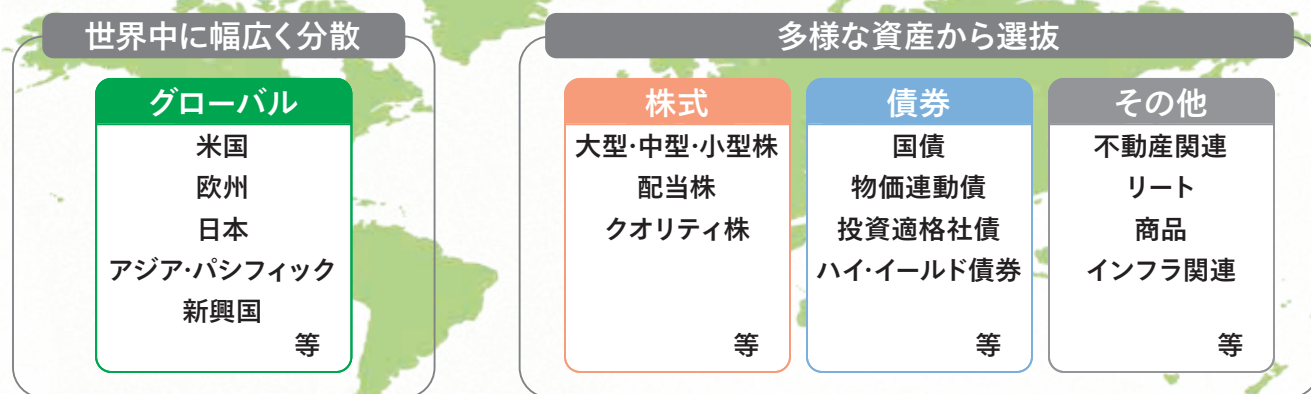 世界中に幅広く分散
グローバル
米国
欧州
日本
アジア・パシフィック
新興国
等
多様な資産から選抜
株式
大型・中型・小型株
配当株
クオリティ株
等
債券
国債
物価連動債
投資適格社債
ハイ・イールド債券
等
その他
不動産関連
リート
商品
インフラ関連
等